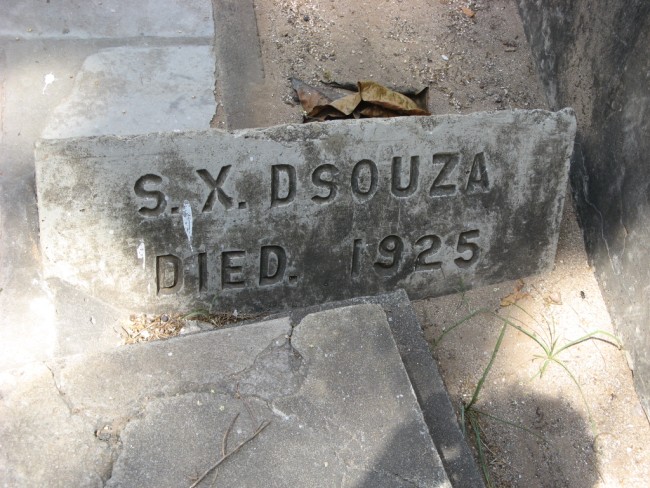 S. X. DSOUZA
DIED. 1925